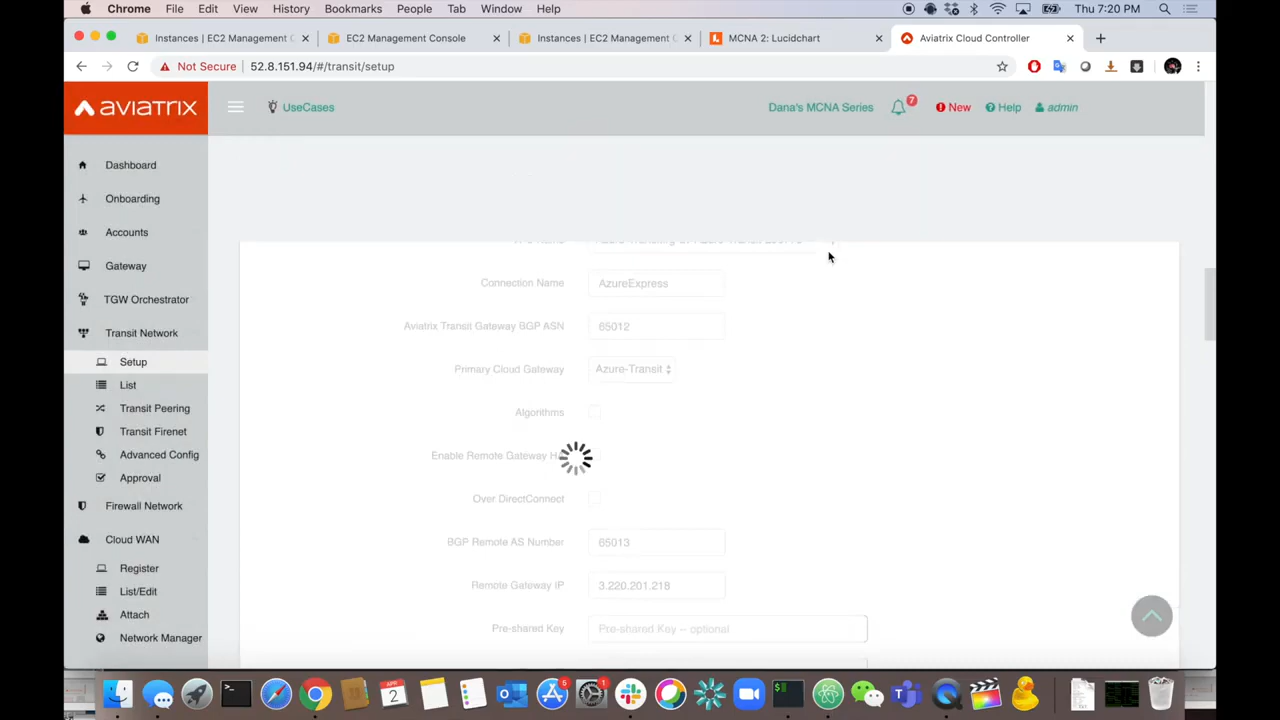 Chrome File Edit View History Bookmarks People Tab Window Help Thu 7:20 PM
Instances | EC2 Management C
EC2 Management Console
Instances | EC2 Management C
MCNA 2: Lucidchart
Aviatrix Cloud Controller
Not Secure 52.8.151.94/#/transit/setup
aviatrix
UseCases
Dana's MCNA Series
7
New
Help
admin
Dashboard
Onboarding
Accounts
Gateway
TGW Orchestrator
Transit Network
Setup
List
Transit Peering
Transit Firenet
Advanced Config
Approval
Firewall Network
Cloud WAN
Register
List/Edit
Attach
Network Manager
Connection Name AzureExpress
Aviatrix Transit Gateway BGP ASN 65012
Primary Cloud Gateway Azure-Transit
Algorithms
Enable Remote Gateway
Over DirectConnect
BGP Remote AS Number 65013
Remote Gateway IP 3.220.201.218
Pre-shared Key Pre-shared Key -- optional
APR
2
5
1